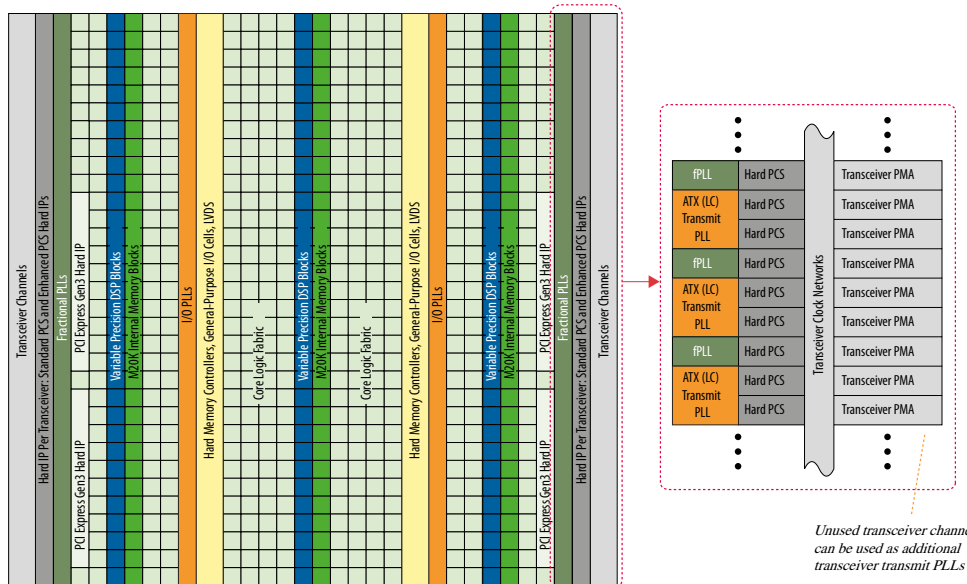 Transceiver Channels
Hard IP Per Transceiver: Standard PCS and Enhanced PCS Hard IPs
Fractional PLLs
PCI Express Gen3 Hard IP
PCI Express Gen3 Hard IP
Variable Precision DSP Blocks
M20K Internal Memory Blocks
I/O PLLs
Hard Memory Controllers, General-Purpose I/O Cells, LVDS
Core Logic Fabric
Variable Precision DSP Blocks
M20K Internal Memory Blocks
Core Logic Fabric
Hard Memory Controllers, General-Purpose I/O Cells, LVDS
I/O PLLs
Variable Precision DSP Blocks
M20K Internal Memory Blocks
PCI Express Gen3 Hard IP
PCI Express Gen3 Hard IP
Fractional PLLs
Hard IP Per Transceiver: Standard PCS and Enhanced PCS Hard IPs
Transceiver Channels
fPLL
ATX (LC)
Transmit
PLL
fPLL
ATX (LC)
Transmit
PLL
fPLL
ATX (LC)
Transmit
PLL
Hard PCS
Hard PCS
Hard PCS
Hard PCS
Hard PCS
Hard PCS
Hard PCS
Hard PCS
Hard PCS
Transceiver Clock Networks
Transceiver PMA
Transceiver PMA
Transceiver PMA
Transceiver PMA
Transceiver PMA
Transceiver PMA
Transceiver PMA
Transceiver PMA
Transceiver PMA
Unused transceiver channe
can be used as additional
transceiver transmit PLLs